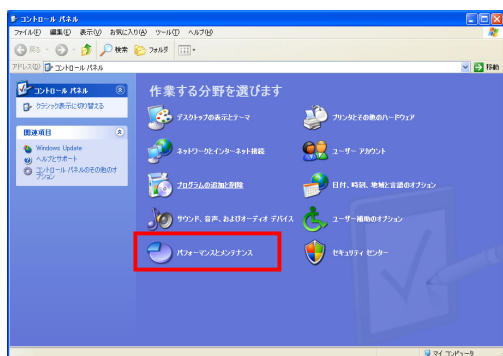 コントロール パネル
ファイル(F) 編集(E) 表示(V) お気に入り(A) ツール(T) ヘルプ(H)
戻る 検索 フォルダ
アドレス(D) コントロール パネル 移動
コントロール パネル
クラシック表示に切り替える
関連項目
Windows Update
ヘルプとサポート
コントロール パネルのその他のオプション
作業する分野を選びます
デスクトップの表示とテーマ
プリンタとその他のハードウェア
ネットワークとインターネット接続
ユーザー アカウント
プログラムの追加と削除
日付、時刻、地域と言語のオプション
サウンド、音声、およびオーディオ デバイス
ユーザー補助のオプション
パフォーマンスとメンテナンス
セキュリティ センター
マイ コンピュータ